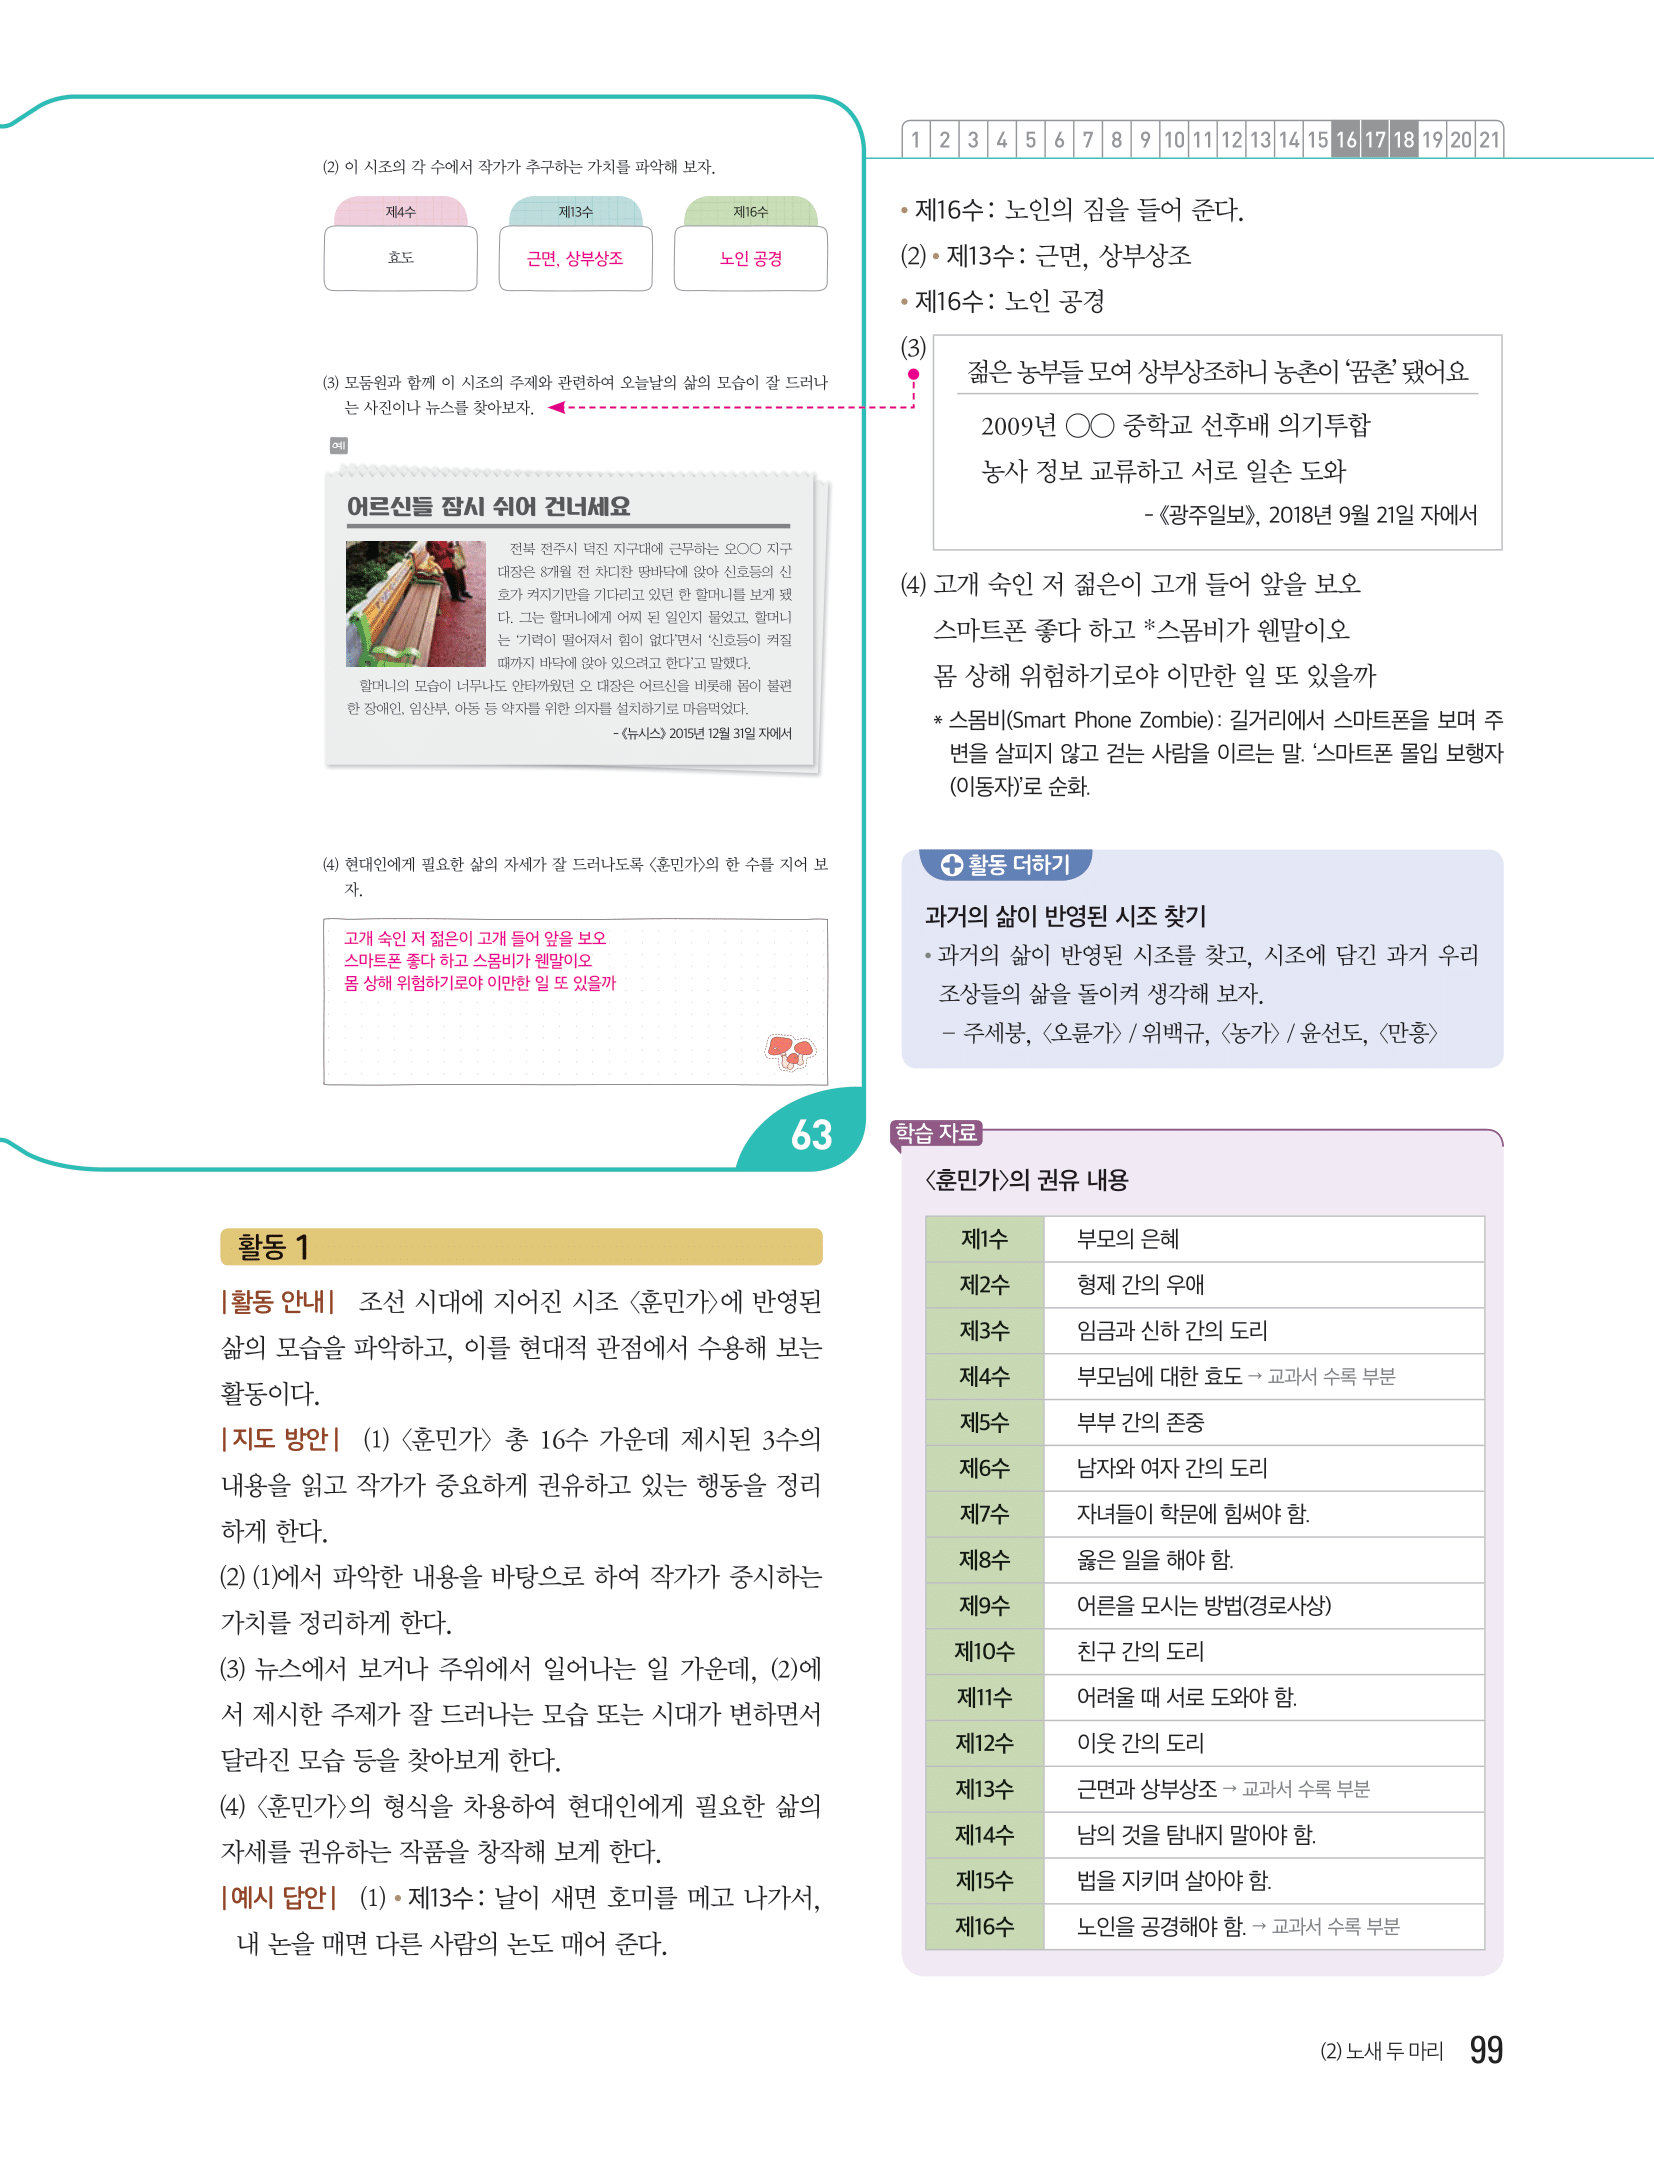 (2) 이 시조의 각 수에서 작가가 추구하는 가치를 파악해 보자.
제4수
효도
제13수
근면, 상부상조
제16수
노인 공경
(3) 모둠원과 함께 이 시조의 주제와 관련하여 오늘날의 삶의 모습이 잘 드러나
는 사진이나 뉴스를 찾아보자.
예
어르신들 잠시 쉬어 건너세요
전북 전주시 덕진 지구대에 근무하는 오○○ 지구
대장은 8개월 전 차디찬 땅바닥에 앉아 신호등의 신
호가 켜지기만을 기다리고 있던 한 할머니를 보게 됐
다. 그는 할머니에게 어찌 된 일인지 물었고, 할머니
는 ‘기력이 떨어져서 힘이 없다’면서 ‘신호등이 켜질
때까지 바닥에 앉아 있으려고 한다’고 말했다.
할머니의 모습이 너무나도 안타까웠던 오 대장은 어르신을 비롯해 몸이 불편
한 장애인, 임산부, 아동 등 약자를 위한 의자를 설치하기로 마음먹었다.
-《뉴시스》 2015년 12월 31일 자에서
(4) 현대인에게 필요한 삶의 자세가 잘 드러나도록 〈훈민가〉의 한 수를 지어 보
자.
고개 숙인 저 젊은이 고개 들어 앞을 보오
스마트폰 좋다 하고 스몸비가 웬말이오
몸 상해 위험하기로야 이만한 일 또 있을까
63
활동 1
|활동 안내| 조선 시대에 지어진 시조 〈훈민가〉에 반영된
삶의 모습을 파악하고, 이를 현대적 관점에서 수용해 보는
활동이다.
|지도 방안| (1) 〈훈민가〉 총 16수 가운데 제시된 3수의
내용을 읽고 작가가 중요하게 권유하고 있는 행동을 정리
하게 한다.
(2) (1)에서 파악한 내용을 바탕으로 하여 작가가 중시하는
가치를 정리하게 한다.
(3) 뉴스에서 보거나 주위에서 일어나는 일 가운데, (2)에
서 제시한 주제가 잘 드러나는 모습 또는 시대가 변하면서
달라진 모습 등을 찾아보게 한다.
(4) 〈훈민가〉의 형식을 차용하여 현대인에게 필요한 삶의
자세를 권유하는 작품을 창작해 보게 한다.
|예시 답안| (1) • 제13수: 날이 새면 호미를 메고 나가서,
내 논을 매면 다른 사람의 논도 매어 준다.
1 2 3 4 5 6 7 8 9 10 11 12 13 14 15 16 17 18 19 20 21
• 제16수: 노인의 짐을 들어 준다.
(2) • 제13수: 근면, 상부상조
• 제16수: 노인 공경
(3)
젊은 농부들 모여 상부상조하니 농촌이 ‘꿈촌’ 됐어요
2009년 ○○ 중학교 선후배 의기투합
농사 정보 교류하고 서로 일손 도와
-《광주일보》, 2018년 9월 21일 자에서
(4) 고개 숙인 저 젊은이 고개 들어 앞을 보오
스마트폰 좋다 하고 *스몸비가 웬말이오
몸 상해 위험하기로야 이만한 일 또 있을까
* 스몸비(Smart Phone Zombie): 길거리에서 스마트폰을 보며 주
변을 살피지 않고 걷는 사람을 이르는 말. ‘스마트폰 몰입 보행자
(이동자)’로 순화.
활동 더하기
과거의 삶이 반영된 시조 찾기
• 과거의 삶이 반영된 시조를 찾고, 시조에 담긴 과거 우리
조상들의 삶을 돌이켜 생각해 보자.
– 주세붕, 〈오륜가〉 / 위백규, 〈농가〉 / 윤선도, 〈만흥〉
학습 자료
〈훈민가〉의 권유 내용
제1수 부모의 은혜
제2수 형제 간의 우애
제3수 임금과 신하 간의 도리
제4수 부모님에 대한 효도 → 교과서 수록 부분
제5수 부부 간의 존중
제6수 남자와 여자 간의 도리
제7수 자녀들이 학문에 힘써야 함.
제8수 옳은 일을 해야 함.
제9수 어른을 모시는 방법(경로사상)
제10수 친구 간의 도리
제11수 어려울 때 서로 도와야 함.
제12수 이웃 간의 도리
제13수 근면과 상부상조 → 교과서 수록 부분
제14수 남의 것을 탐내지 말아야 함.
제15수 법을 지키며 살아야 함.
제16수 노인을 공경해야 함. → 교과서 수록 부분
(2) 노새 두 마리 99